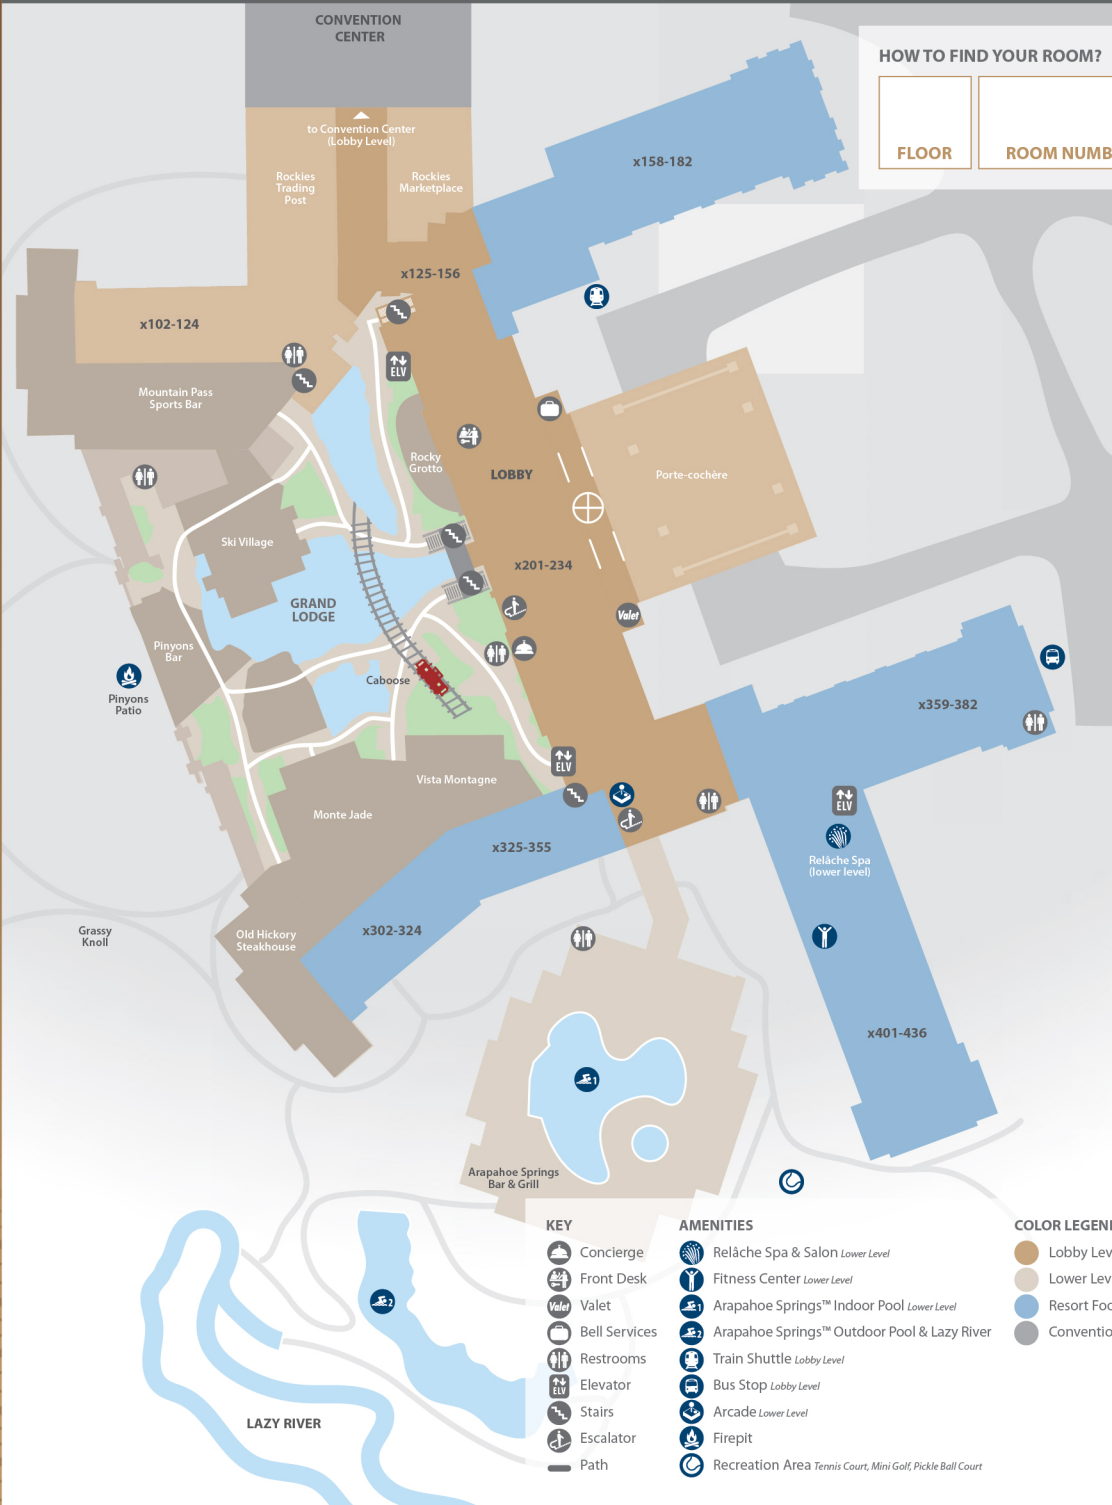 CONVENTION
CENTER
to Convention Center
(Lobby Level)
Rockies
Trading
Post
Rockies
Marketplace
HOW TO FIND YOUR ROOM?
FLOOR
ROOM NUMB
x158-182
x125-156
x102-124
ELV
Mountain Pass
Sports Bar
Rocky
Grotto
LOBBY
Porte-cochère
Ski Village
x201-234
GRAND
LODGE
Valet
Pinyons
Bar
Caboose
Pinyons
Patio
x359-382
ELV
Vista Montagne
Monte Jade
ELV
x325-355
Relâche Spa
(lower level)
Grassy
Knoll
Old Hickory
Steakhouse
x302-324
x401-436
1
Arapahoe Springs
Bar & Grill
2
LAZY RIVER
KEY
Concierge
Front Desk
Valet Valet
Bell Services
Restrooms
ELV Elevator
Stairs
Escalator
Path
AMENITIES
Relâche Spa & Salon Lower Level
Fitness Center Lower Level
1 Arapahoe Springs™ Indoor Pool Lower Level
2 Arapahoe Springs™ Outdoor Pool & Lazy River
Train Shuttle Lobby Level
Bus Stop Lobby Level
Arcade Lower Level
Firepit
Recreation Area Tennis Court, Mini Golf, Pickle Ball Court
COLOR LEGEN
Lobby Lev
Lower Lev
Resort Foo
Conventio